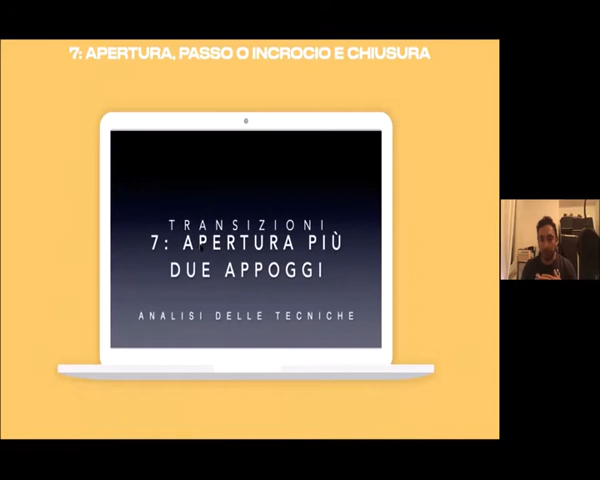 7: APERTURA, PASSO O INCROCIO E CHIUSURA
TRANSIZIONI
7: APERTURA PIÙ
DUE APPOGGI
ANALISI DELLE TECNICHE